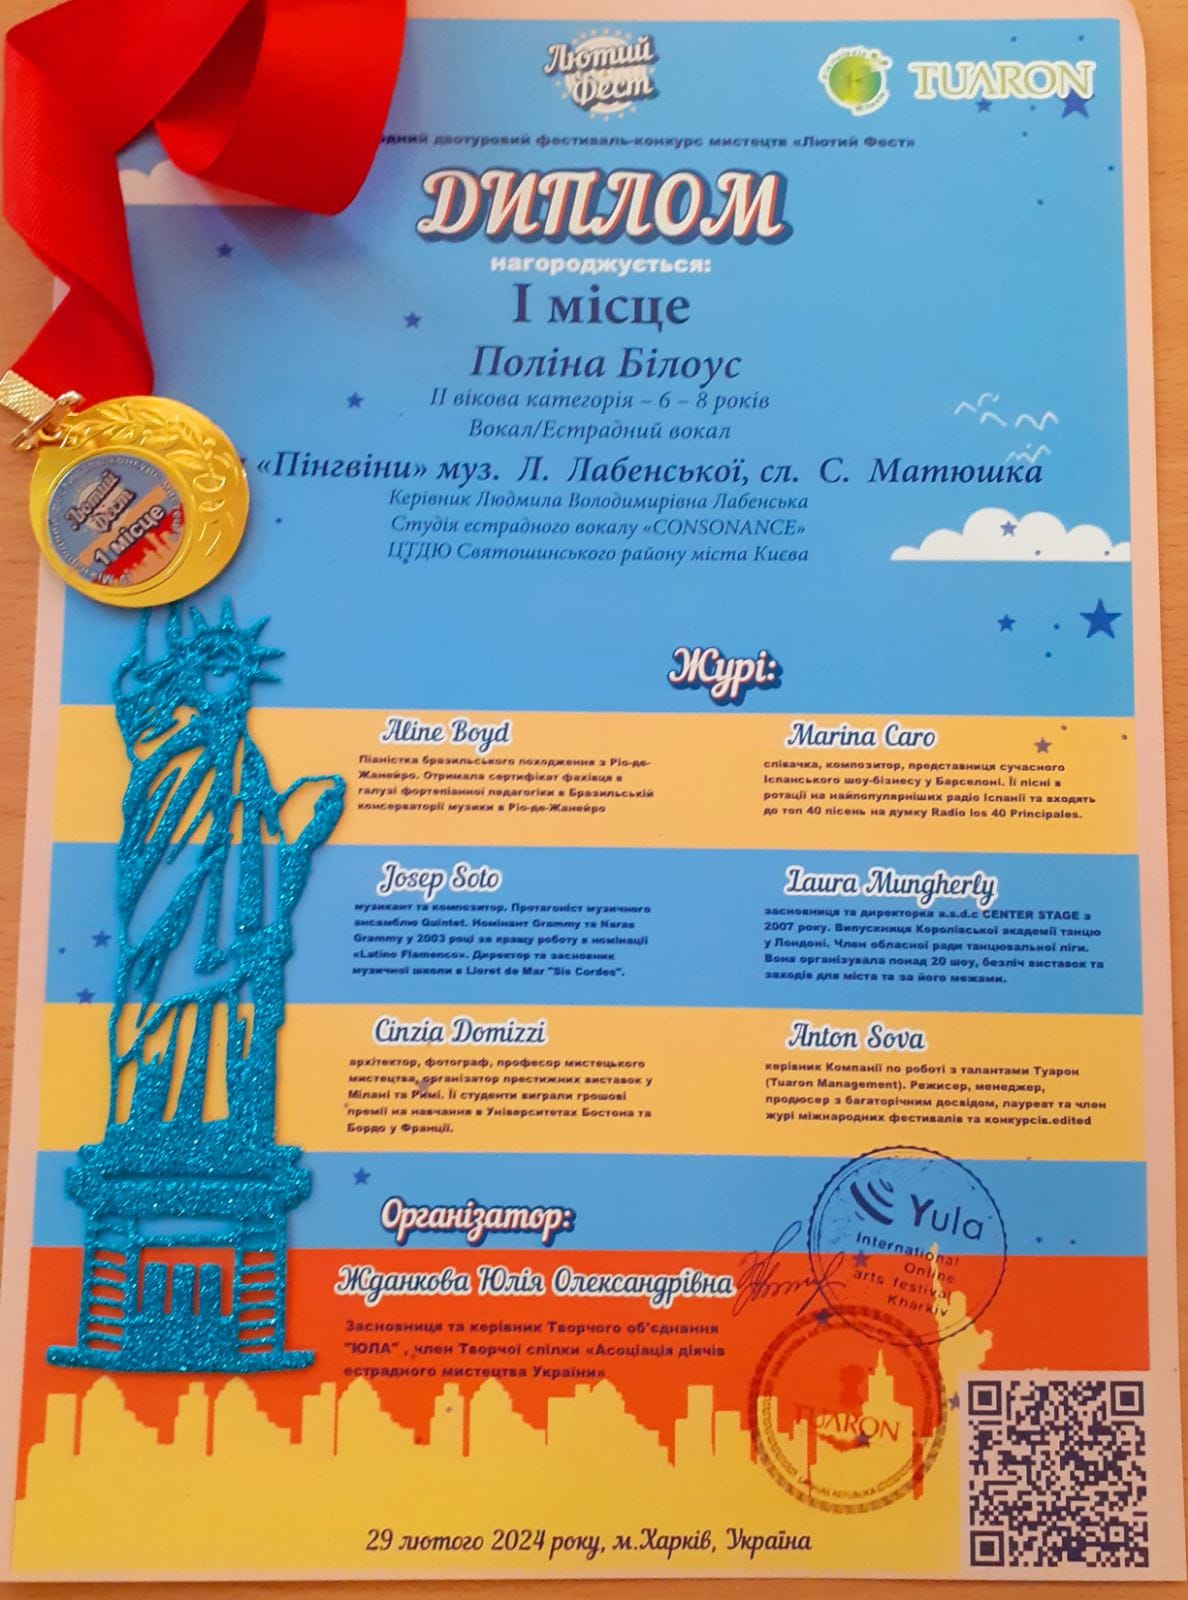 Лютий
Фест
TUARON
двотуровий фестиваль-конкурс мистецтв «Лютий Фест»
ДИПЛОМ
нагороджується:
І місце
Поліна Білоус
ІІ вікова категорія – 6 – 8 років
Вокал/Естрадний вокал
«Пінгвіни» муз. Л. Лабенської, сл. С. Матюшка
Керівник Людмила Володимирівна Лабенська
Студія естрадного вокалу «CONSONANCE»
ЦТДЮ Святошинського району міста Києва
Лютий
Фест
1 місце
Журі:
Aline Boyd
Піаністка бразильського походження з Ріо-де-
Жанейро. Отримала сертифікат фахівця в
галузі фортепіанної педагогіки в Бразильській
консерваторії музики в Ріо-де-Жанейро
Marina Caro
співачка, композитор, представниця сучасного
Іспанського шоу-бізнесу у Барселоні. Її пісні в
ротації на найпопулярніших радіо Іспанії та входять
до топ 40 пісень на думку Radio los 40 Principales.
Josep Soto
музикант та композитор. Протагоніст музичного
ансамблю Quintet. Номінант Grammy та Naras
Grammy у 2003 році за кращу роботу в номінації
«Latino Flamenco». Директор та засновник
музичної школи в Lloret de Mar "Sis Cordes".
Laura Mungherly
засновниця та директорка a.s.d.c CENTER STAGE з
2007 року. Випускниця Королівської академії танцю
у Лондоні. Член обласної ради танцювальної ліги.
Вона організувала понад 20 шоу, безліч виставок та
заходів для міста та за його межами.
Cinzia Domizzi
архітектор, фотограф, професор мистецького
мистецтва, організатор престижних виставок у
Мілані та Римі. Її студенти виграли грошові
премії на навчання в Університетах Бостона та
Бордо у Франції.
Anton Sova
керівник Компанії по роботі з талантами Туарон
(Tuaron Management). Режисер, менеджер,
продюсер з багаторічним досвідом, лауреат та член
журі міжнародних фестивалів та конкурсів.edited
Організатор:
Жданкова Юлія Олександрівна
Засновниця та керівник Творчого об'єднання
"ЮЛА" , член Творчої спілки «Асоціація діячів
естрадного мистецтва України»
Yula
International
Online
arts festival
Kharkiv
TUARON
29 лютого 2024 року, м.Харків, Україна